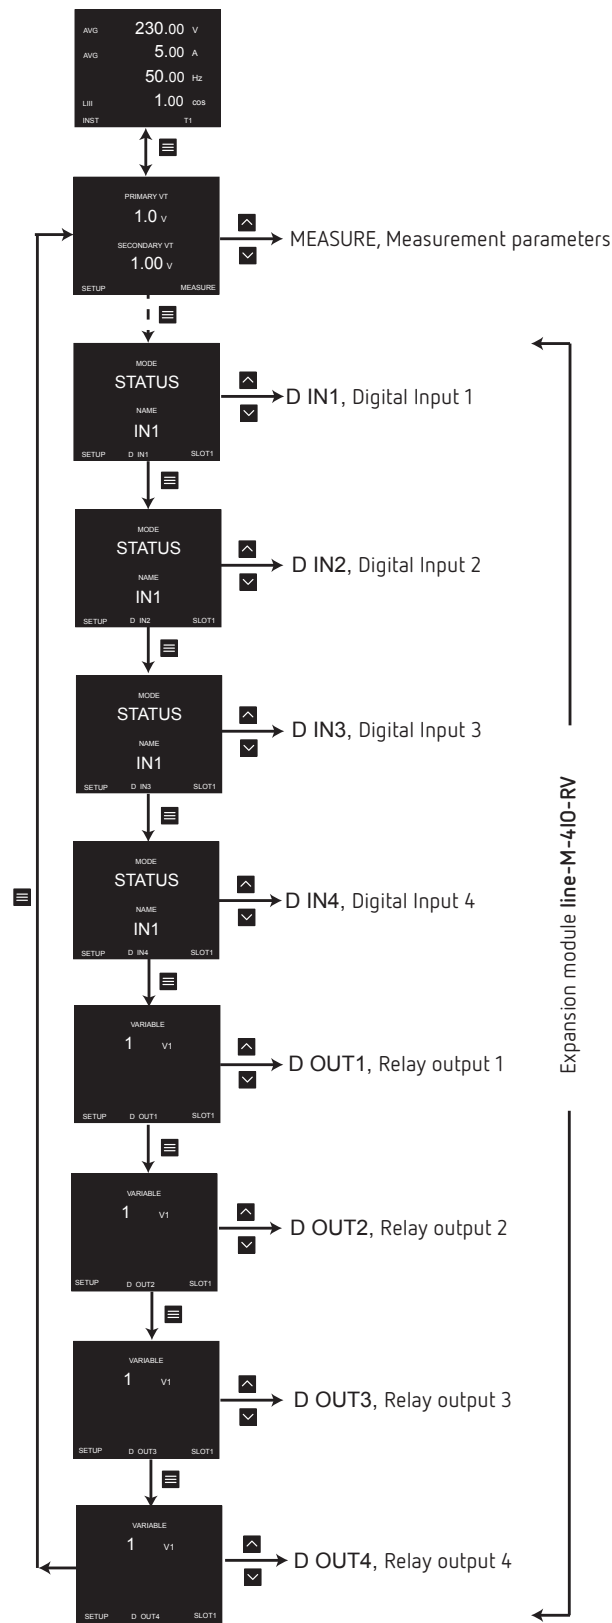 AVG 230.00 V
AVG 5.00 A
50.00 Hz
LIII 1.00 cos
INST T1
PRIMARY VT
1.0 V
SECONDARY VT
1.00 V
SETUP MEASURE
MEASURE, Measurement parameters
MODE
STATUS
NAME
IN1
SETUP D IN1 SLOT1
D IN1, Digital Input 1
MODE
STATUS
NAME
IN1
SETUP D IN2 SLOT1
D IN2, Digital Input 2
MODE
STATUS
NAME
IN1
SETUP D IN3 SLOT1
D IN3, Digital Input 3
MODE
STATUS
NAME
IN1
SETUP D IN4 SLOT1
D IN4, Digital Input 4
VARIABLE
1 V1
SETUP D OUT1 SLOT1
D OUT1, Relay output 1
VARIABLE
1 V1
SETUP D OUT2 SLOT1
D OUT2, Relay output 2
VARIABLE
1 V1
SETUP D OUT3 SLOT1
D OUT3, Relay output 3
VARIABLE
1 V1
SETUP D OUT4 SLOT1
D OUT4, Relay output 4
Expansion module line-M-4IO-RV